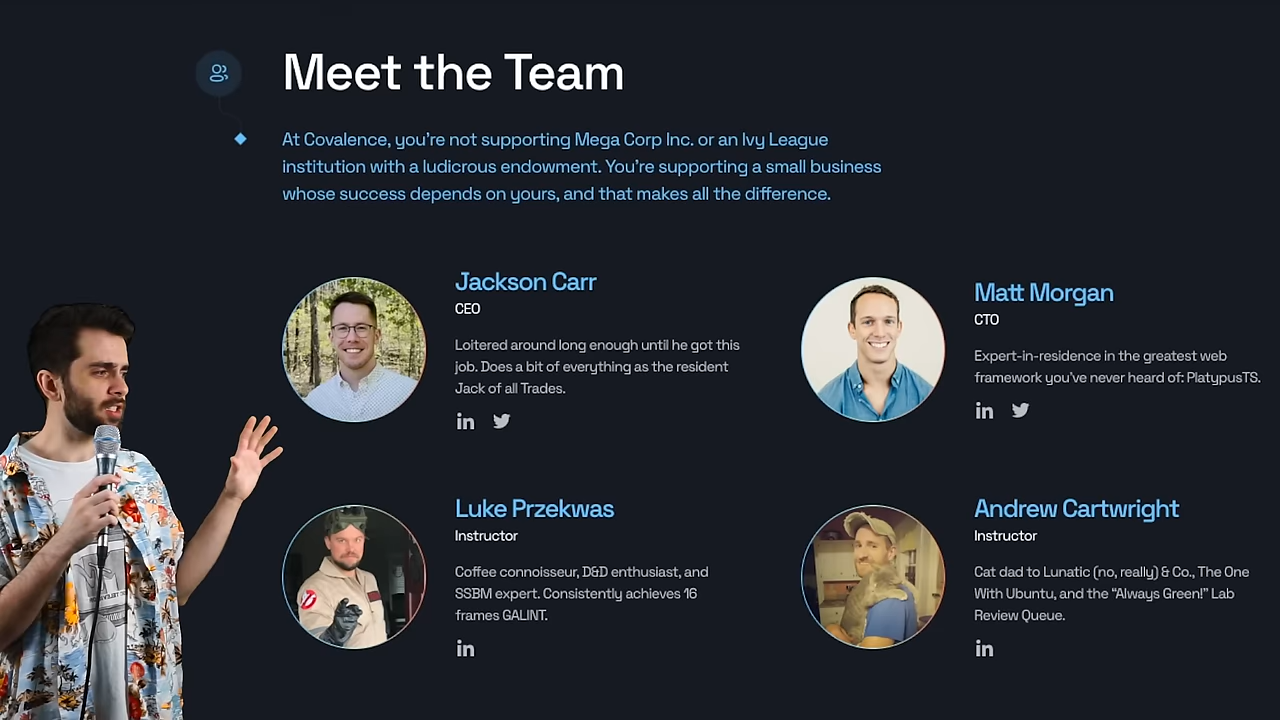 Meet the Team
At Covalence, you're not supporting Mega Corp Inc. or an Ivy League
institution with a ludicrous endowment. You're supporting a small business
whose success depends on yours, and that makes all the difference.
Jackson Carr
CEO
Loitered around long enough until he got this
job. Does a bit of everything as the resident
Jack of all Trades.
in
Matt Morgan
CTO
Expert-in-residence in the greatest web
framework you've never heard of: PlatypusTS.
in
Luke Przekwas
Instructor
Coffee connoisseur, D&D enthusiast, and
SSBM expert. Consistently achieves 16
frames GALINT.
in
Andrew Cartwright
Instructor
Cat dad to Lunatic (no, really) & Co., The One
With Ubuntu, and the “Always Green!” Lab
Review Queue.
in